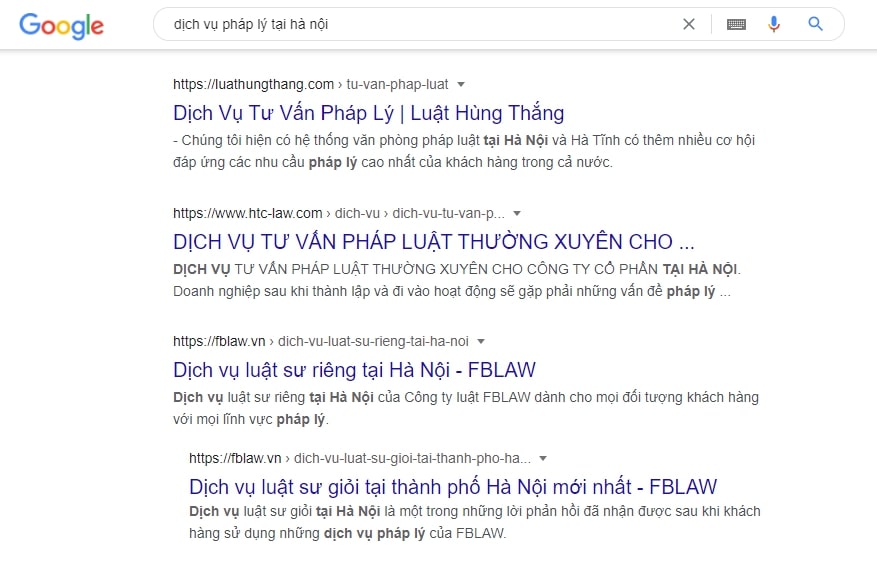 Google
dịch vụ pháp lý tại hà nội
https://luathungthang.com › tu-van-phap-luat
Dịch Vụ Tư Vấn Pháp Lý | Luật Hùng Thắng
- Chúng tôi hiện có hệ thống văn phòng pháp luật tại Hà Nội và Hà Tĩnh có thêm nhiều cơ hội
đáp ứng các nhu cầu pháp lý cao nhất của khách hàng trong cả nước.
https://www.htc-law.com › dich-vu › dich-vu-tu-van-p...
DỊCH VỤ TƯ VẤN PHÁP LUẬT THƯỜNG XUYÊN CHO ...
DỊCH VỤ TƯ VẤN PHÁP LUẬT THƯỜNG XUYÊN CHO CÔNG TY CỔ PHẦN TẠI HÀ NỘI.
Doanh nghiệp sau khi thành lập và đi vào hoạt động sẽ gặp phải những vấn đề pháp lý ...
https://fblaw.vn › dich-vu-luat-su-rieng-tai-ha-noi
Dịch vụ luật sư riêng tại Hà Nội - FBLAW
Dịch vụ luật sư riêng tại Hà Nội của Công ty luật FBLAW dành cho mọi đối tượng khách hàng
với mọi lĩnh vực pháp lý.
https://fblaw.vn › dich-vu-luat-su-gioi-tai-thanh-pho-ha...
Dịch vụ luật sư giỏi tại thành phố Hà Nội mới nhất - FBLAW
Dịch vụ luật sư giỏi tại Hà Nội là một trong những lời phản hồi đã nhận được sau khi khách
hàng sử dụng những dịch vụ pháp lý của FBLAW.